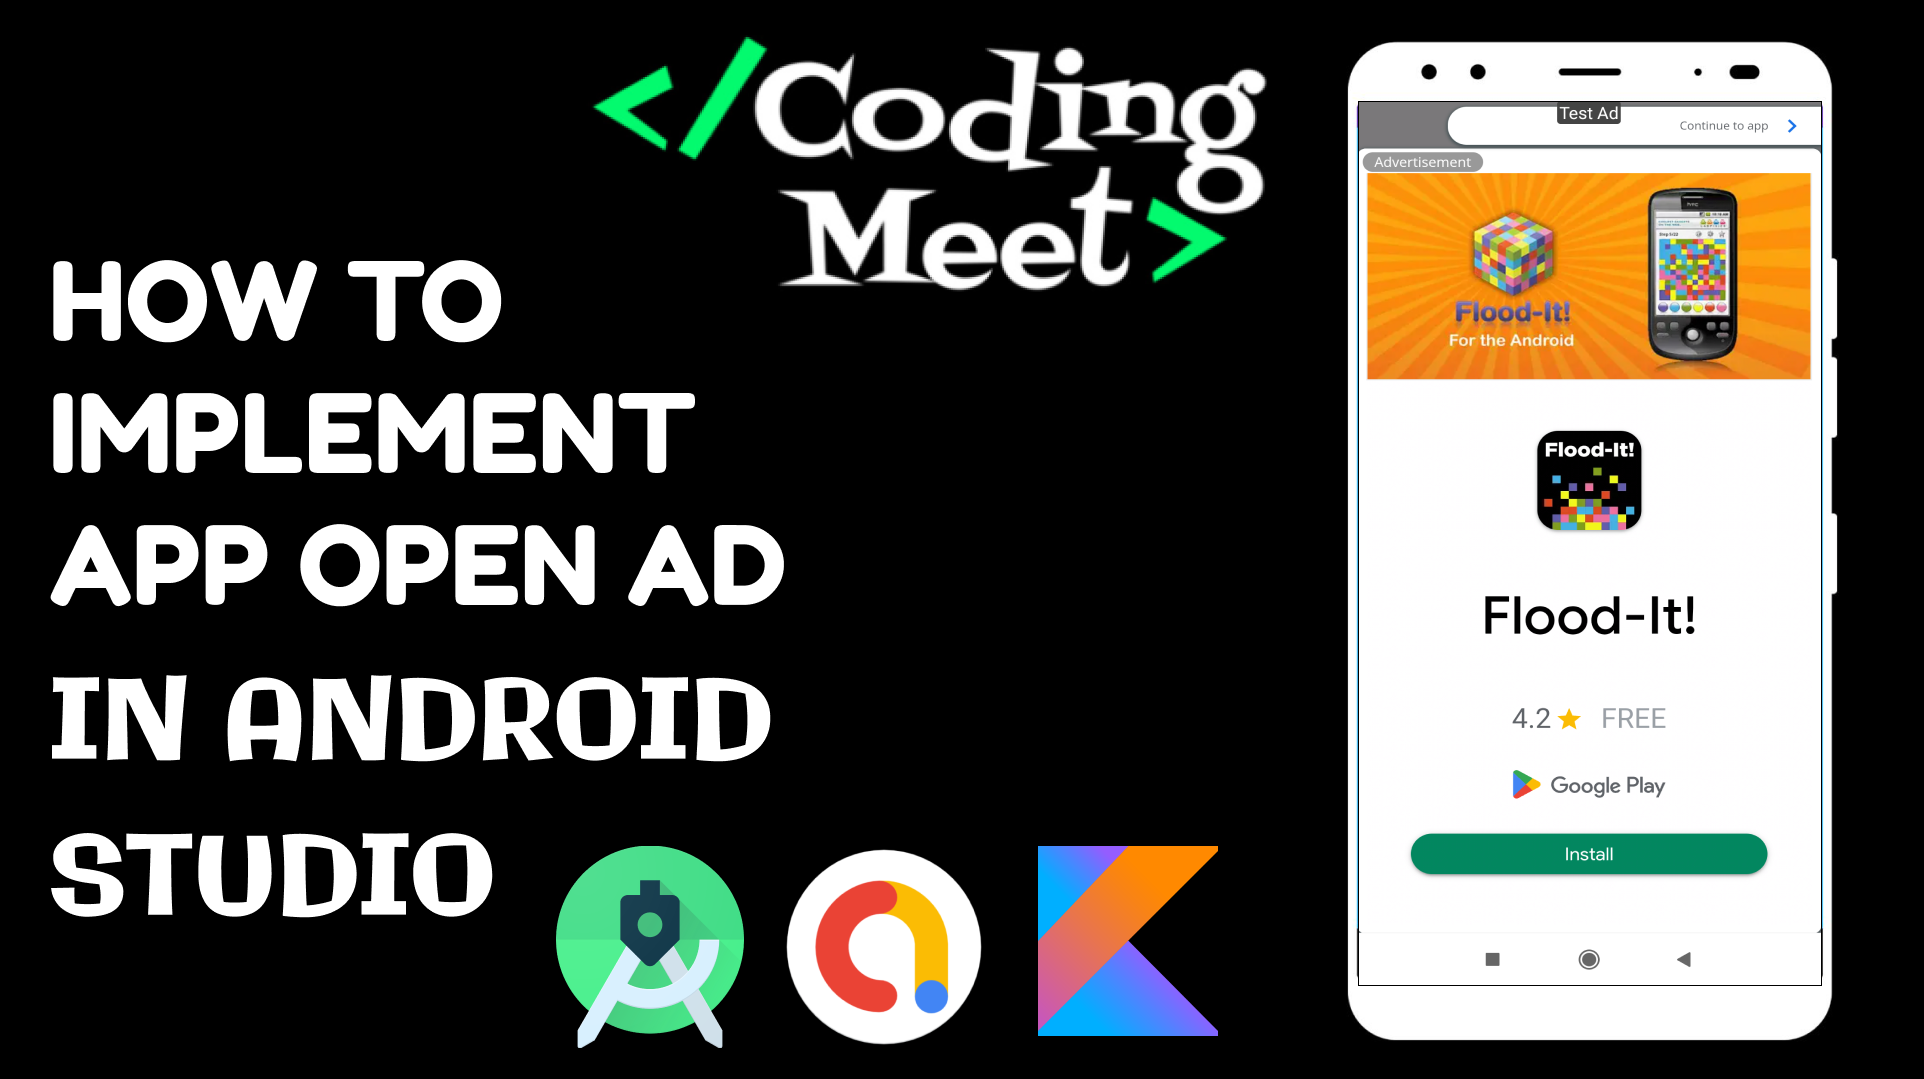 </Coding
Meet>
HOW TO
IMPLEMENT
APP OPEN AD
IN ANDROID
STUDIO
Test Ad
Continue to app
Advertisement
htc
Flood-It!
For the Android
Flood-It!
Flood-It!
4.2 FREE
Google Play
Install